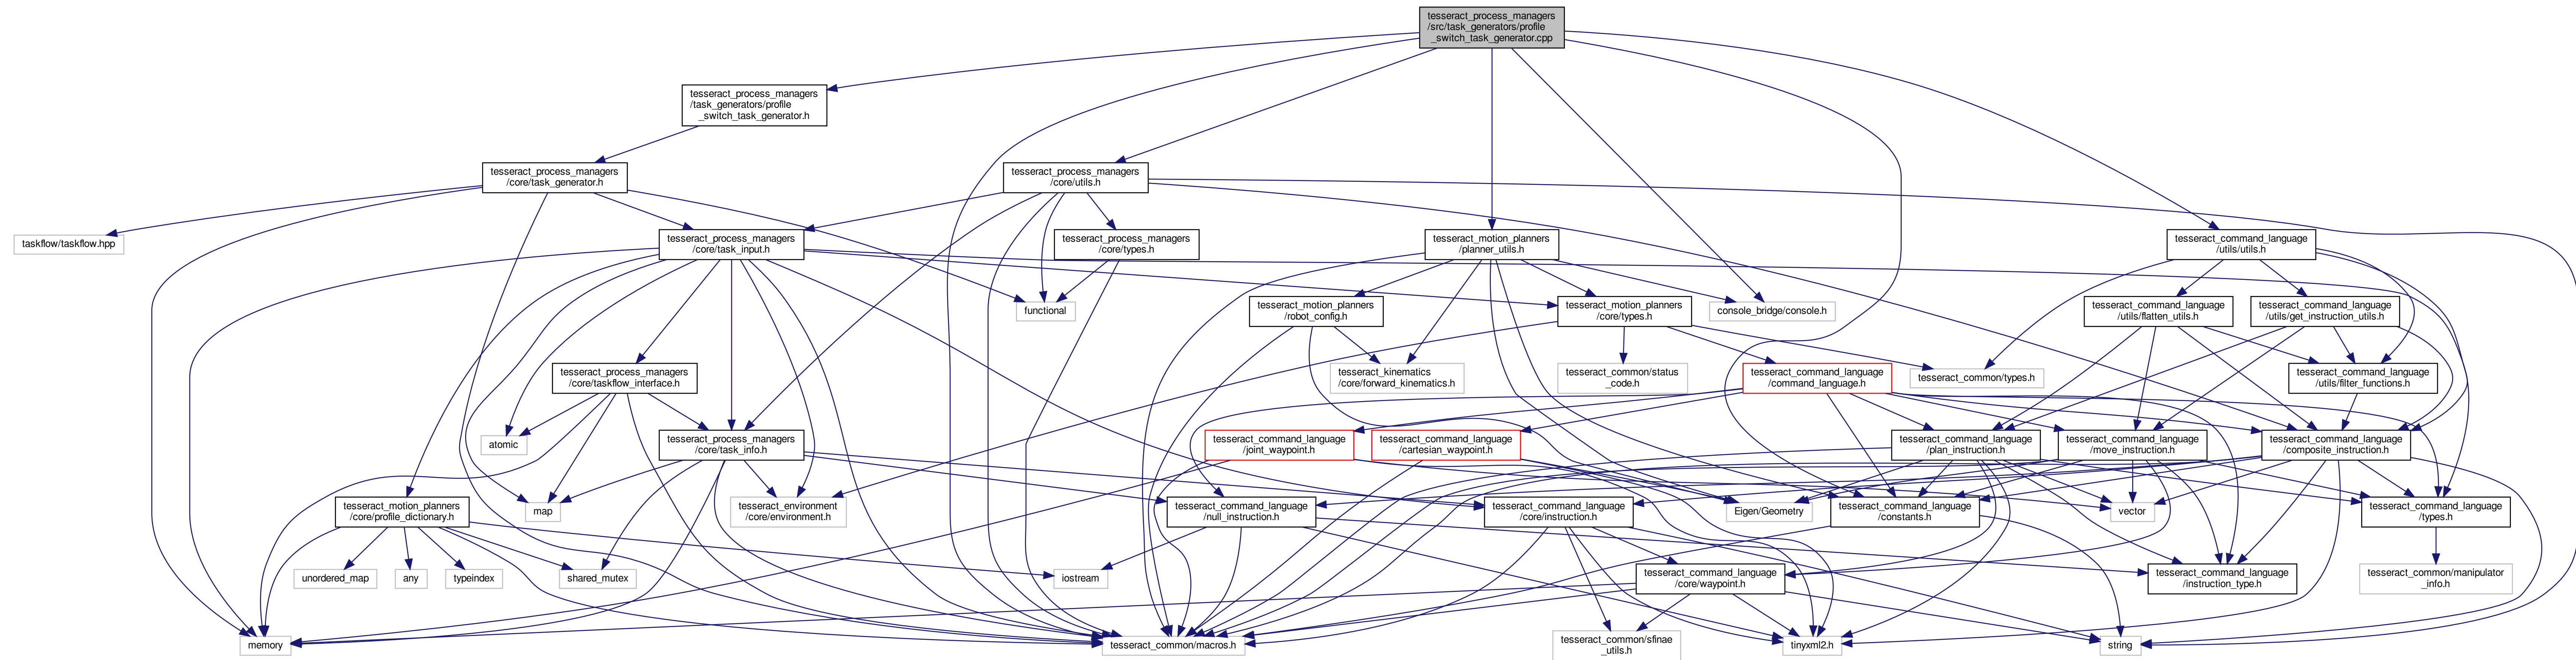 tesseract_process_managers
/src/task_generators/profile
_switch_task_generator.cpp
tesseract_process_managers
/task_generators/profile
_switch_task_generator.h
tesseract_process_managers
/core/task_generator.h
tesseract_process_managers
/core/utils.h
taskflow/taskflow.hpp
tesseract_process_managers
/core/task_input.h
tesseract_process_managers
/core/types.h
tesseract_motion_planners
/planner_utils.h
tesseract_command_language
/utils/utils.h
functional
tesseract_motion_planners
/robot_config.h
tesseract_motion_planners
/core/types.h
console_bridge/console.h
tesseract_command_language
/utils/flatten_utils.h
tesseract_command_language
/utils/get_instruction_utils.h
tesseract_process_managers
/core/taskflow_interface.h
tesseract_kinematics
/core/forward_kinematics.h
tesseract_common/status
_code.h
tesseract_command_language
/command_language.h
tesseract_common/types.h
tesseract_command_language
/utils/filter_functions.h
atomic
tesseract_process_managers
/core/task_info.h
tesseract_command_language
/joint_waypoint.h
tesseract_command_language
/cartesian_waypoint.h
tesseract_command_language
/plan_instruction.h
tesseract_command_language
/move_instruction.h
tesseract_command_language
/composite_instruction.h
tesseract_motion_planners
/core/profile_dictionary.h
map
tesseract_environment
/core/environment.h
tesseract_command_language
/null_instruction.h
tesseract_command_language
/core/instruction.h
Eigen/Geometry
tesseract_command_language
/constants.h
vector
tesseract_command_language
/types.h
unordered_map
any
typeindex
shared_mutex
iostream
tesseract_command_language
/core/waypoint.h
tesseract_command_language
/instruction_type.h
tesseract_common/manipulator
_info.h
memory
tesseract_common/macros.h
tesseract_common/sfinae
_utils.h
tinyxml2.h
string